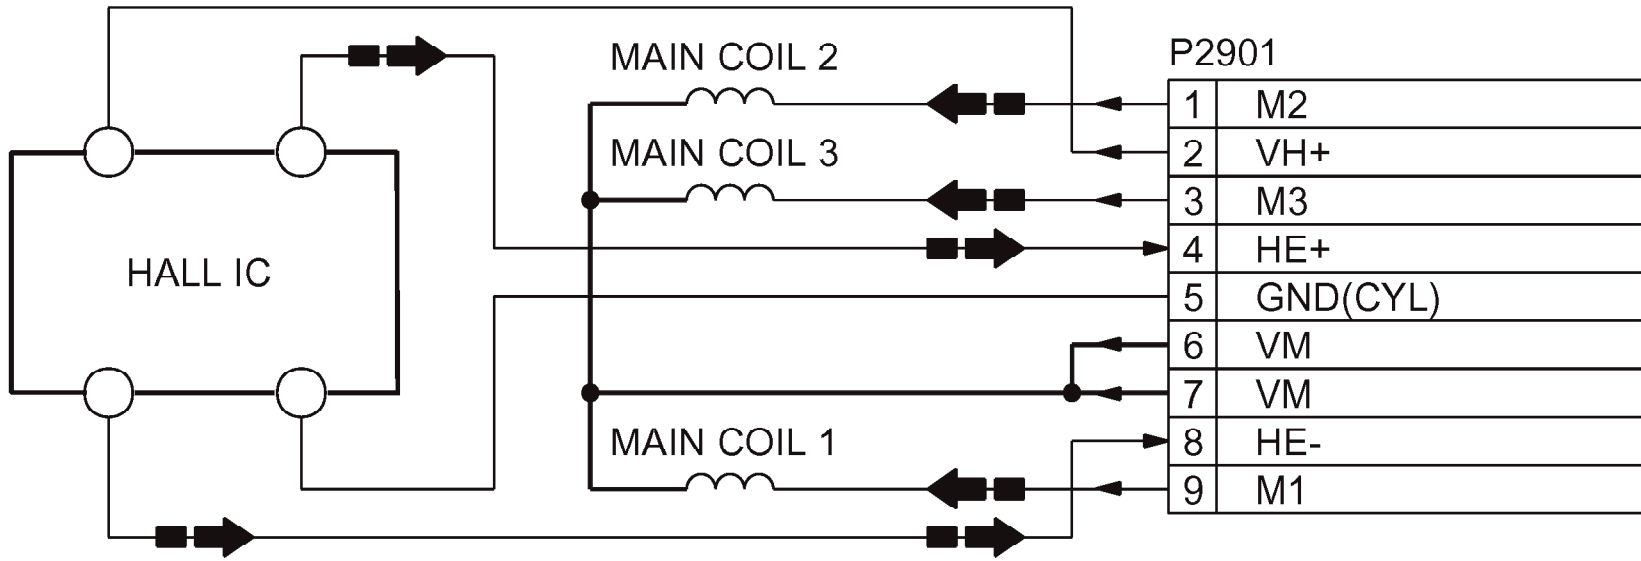 P2901
MAIN COIL 2
1 M2
2 VH+
MAIN COIL 3
3 M3
4 HE+
HALL IC
5 GND(CYL)
6 VM
7 VM
MAIN COIL 1
8 HE-
9 M1